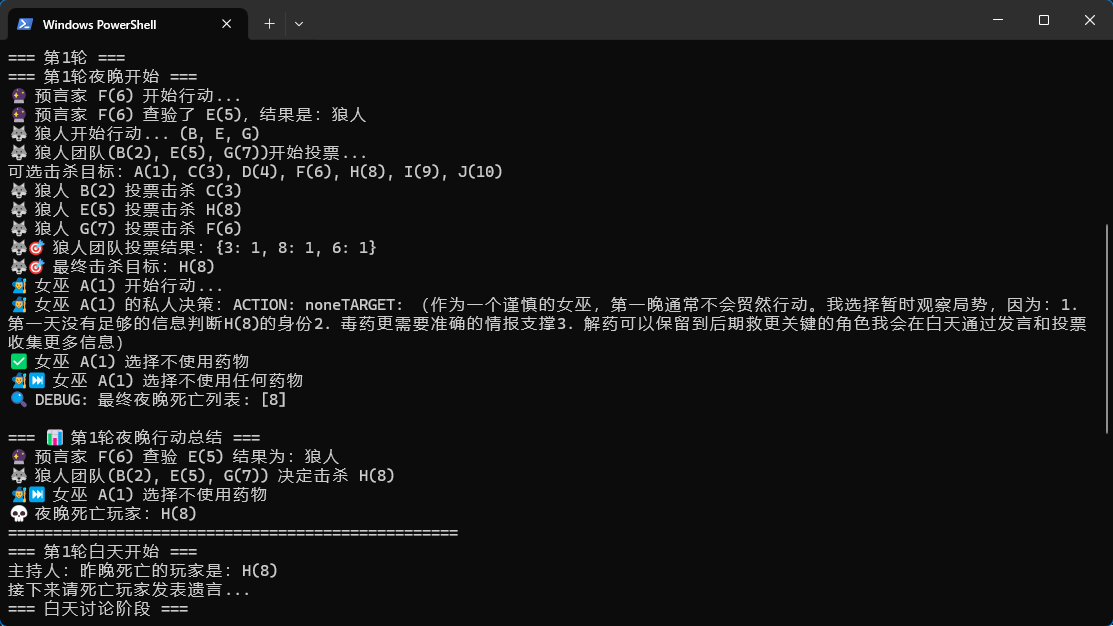 Windows PowerShell
=== 第1轮 ===
=== 第1轮夜晚开始 ===
🔮 预言家 F(6) 开始行动...
🔮 预言家 F(6) 查验了 E(5), 结果是: 狼人
🐺 狼人开始行动... (B, E, G)
🐺 狼人团队(B(2), E(5), G(7))开始投票...
可选击杀目标: A(1), C(3), D(4), F(6), H(8), I(9), J(10)
🐺 狼人 B(2) 投票击杀 C(3)
🐺 狼人 E(5) 投票击杀 H(8)
🐺 狼人 G(7) 投票击杀 F(6)
🐺🎯 狼人团队投票结果: {3: 1, 8: 1, 6: 1}
🐺🎯 最终击杀目标: H(8)
🧙‍♀️ 女巫 A(1) 开始行动...
🧙‍♀️ 女巫 A(1) 的私人决策: ACTION: noneTARGET: （作为一个谨慎的女巫，第一晚通常不会贸然行动。我选择暂时观察局势，因为：1.
第一天没有足够的信息判断H(8)的身份2. 毒药更需要准确的情报支撑3. 解药可以保留到后期救更关键的角色我会在白天通过发言和投票
收集更多信息）
✅ 女巫 A(1) 选择不使用药物
🧙‍♀️⏭️ 女巫 A(1) 选择不使用任何药物
🔍 DEBUG: 最终夜晚死亡列表: [8]
=== 📊 第1轮夜晚行动总结 ===
🔮 预言家 F(6) 查验 E(5) 结果为: 狼人
🐺 狼人团队(B(2), E(5), G(7)) 决定击杀 H(8)
🧙‍♀️⏭️ 女巫 A(1) 选择不使用药物
💀 夜晚死亡玩家: H(8)
==================================================
=== 第1轮白天开始 ===
主持人: 昨晚死亡的玩家是: H(8)
接下来请死亡玩家发表遗言...
=== 白天讨论阶段 ===